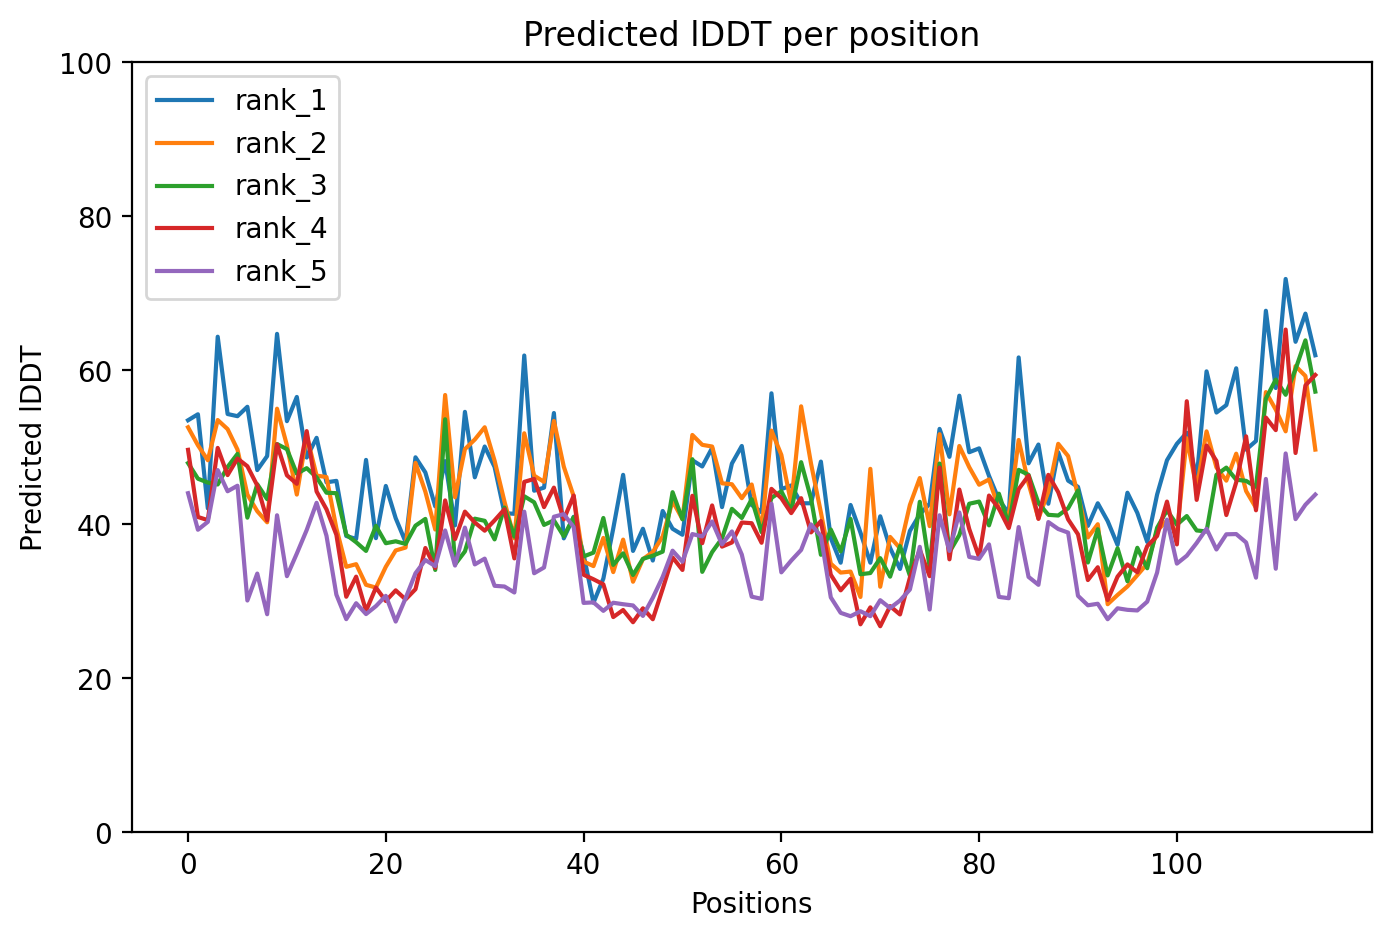 Predicted lDDT per position
Predicted lDDT
100
80
60
40
20
0
rank_1
rank_2
rank_3
rank_4
rank_5
0 20 40 60 80 100
Positions